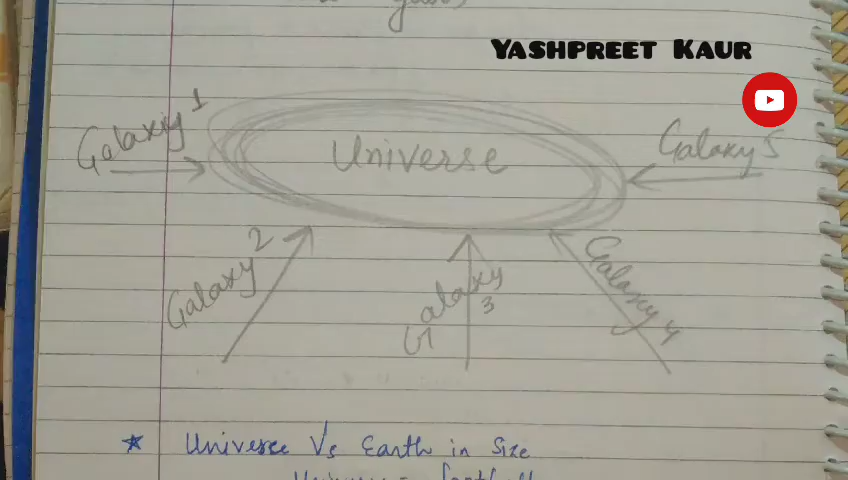 YASHPREET KAUR
Galaxy 1
Universe
Galaxy 5
Galaxy 2
Galaxy 3
Galaxy 4
* Universe Vs Earth in Size